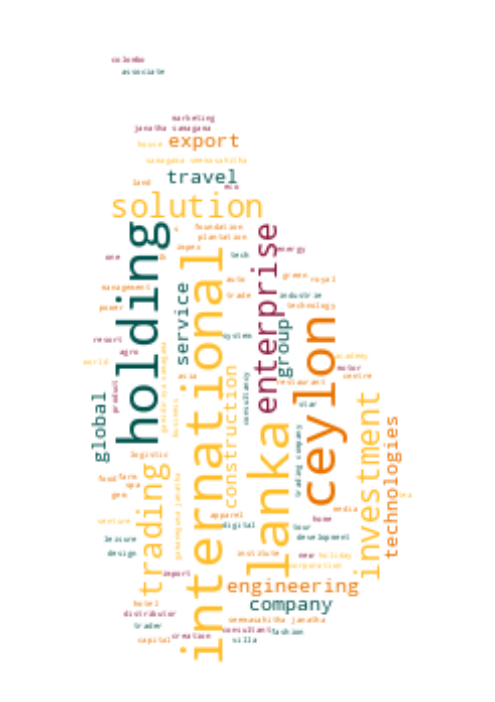 colombo
associate
marketing
janatha samagama
house
export
samagama seemasahitha
land
travel
eco
solution
foundation
plantation
impex
holding
international
enterprise
energy
one
tech
lk
auto
green
royal
management
trade
industrie
power
technology
service
ceylon
group
system
resort
agro
academy
motor
world
asia
centre
restaurant
product
business
consultancy
star
global
construction
lanka
investment
technologies
trading company
tea
logistic
trading
food
farm
spa
gem
media
apparel
home
venture
digital
tour
leisure
development
design
institute
new
holiday
corporation
import
engineering
hotel
company
distributor
seemasahitha janatha
trader
consultant
fashion
capital
creation
villa